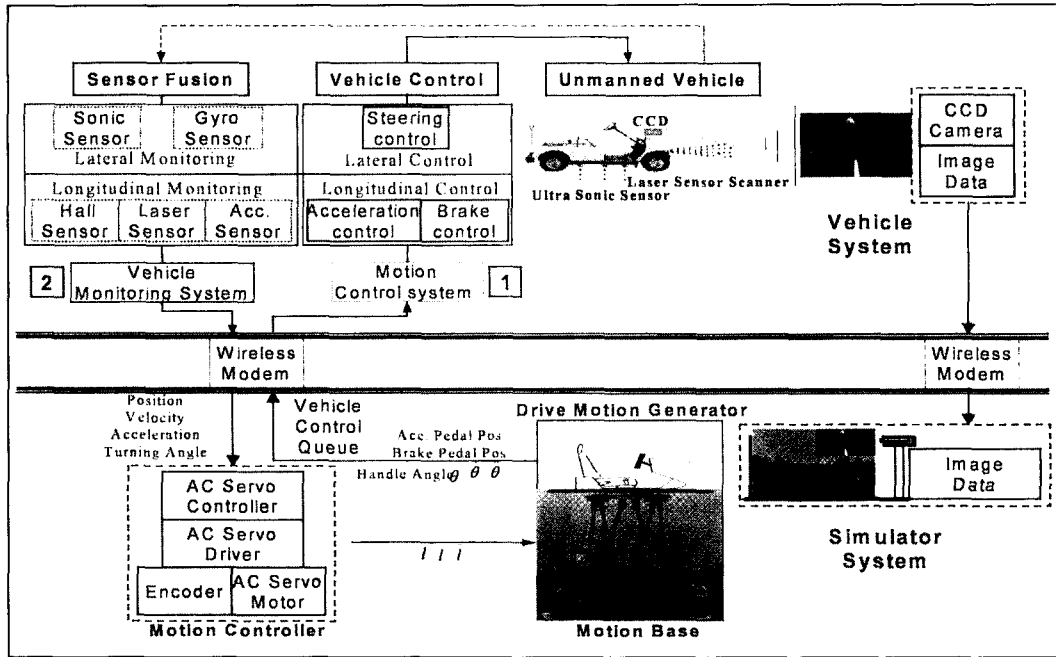 Sensor Fusion
Vehicle Control
Unmanned Vehicle
Sonic
Sensor
Gyro
Sensor
Lateral Monitoring
Longitudinal Monitoring
Hall
Sensor
Laser
Sensor
Acc.
Sensor
Steering
control
Lateral Control
Longitudinal Control
Acceleration
control
Brake
control
CCD
Laser Sensor Scanner
Ultra Sonic Sensor
CCD
Camera
Image
Data
Vehicle
System
2
Vehicle
Monitoring System
Motion
Control system
1
Wireless
Modem
Wireless
Modem
Position
Velocity
Acceleration
Turning Angle
Vehicle
Control
Queue
Drive Motion Generator
Acc. Pedal Pos
Brake Pedal Pos
Handle Angle θ θ θ
AC Servo
Controller
AC Servo
Driver
Encoder
AC Servo
Motor
Motion Controller
l l l
Motion Base
Image
Data
Simulator
System